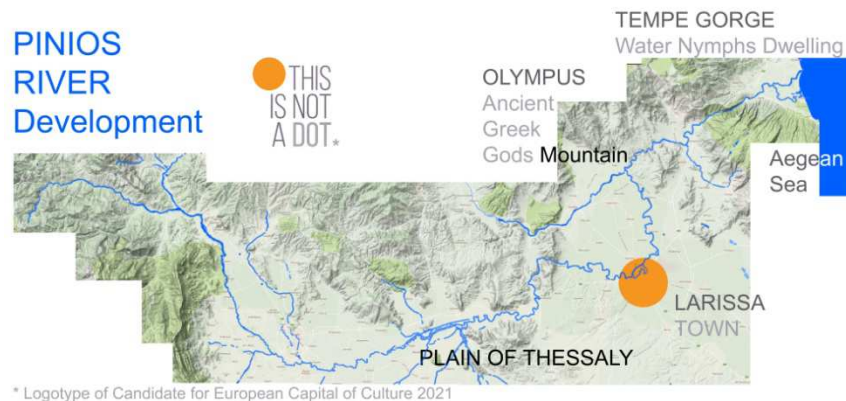 PINIOS
RIVER
Development
THIS
IS NOT
A DOT*
OLYMPUS
Ancient
Greek
Gods Mountain
TEMPE GORGE
Water Nymphs Dwelling
Aegean
Sea
LARISSA
TOWN
PLAIN OF THESSALY
* Logotype of Candidate for European Capital of Culture 2021